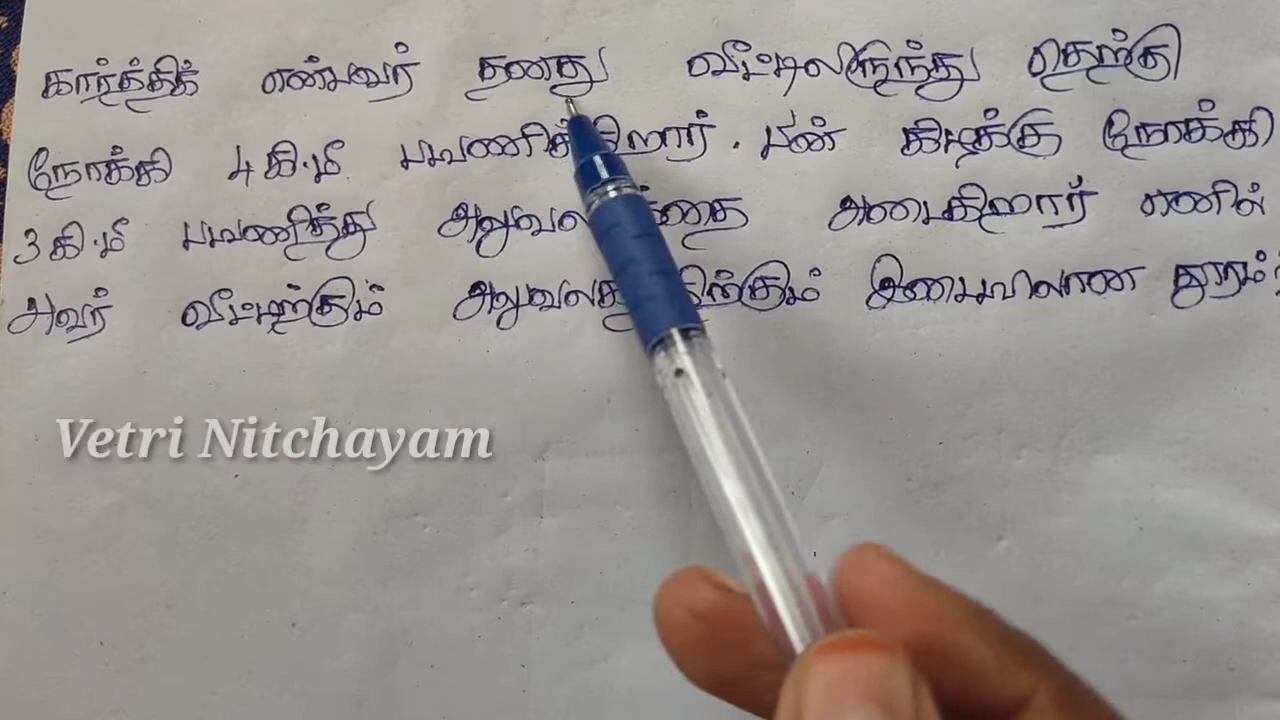 கார்த்திக் என்பவர் தனது வீட்டிலிருந்து தெற்கு
நோக்கி 4 கி.மீ பயணிக்கிறார். பின் கிழக்கு நோக்கி
3 கி.மீ பயணித்து அலுவலகத்தை அடைகிறார் எனில்
அவர் வீட்டிற்கும் அலுவலகத்திற்கும் இடையிலான தூரம்?
Vetri Nitchayam